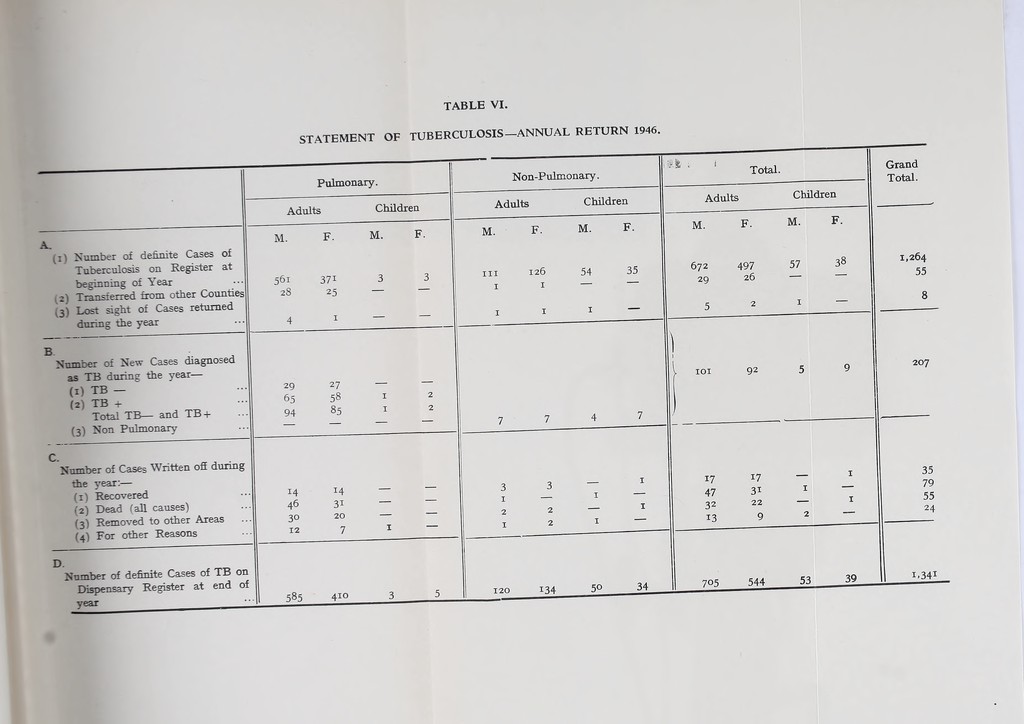 TABLE VI.
STATEMENT OF TUBERCULOSIS—ANNUAL RETURN 1946.
Pulmonary. Non-Pulmonary. Total. Grand Total.
Adults Children Adults Children Adults Children
M. F. M. F. M. F. M. F. M. F. M. F.
A.
(1) Number of definite Cases of
Tuberculosis on Register at
beginning of Year ... 561 371 3 3 111 126 54 35 672 497 57 38 1,264
(2) Transferred from other Counties 28 25 — — 1 1 — — 29 26 — — 55
(3) Lost sight of Cases returned
during the year ... 4 1 — — 1 1 1 — 5 2 1 — 8
B.
Number of New Cases diagnosed
as TB during the year— 101 92 5 9 207
(1) TB — ... 29 27 — —
(2) TB + ... 65 58 1 2
Total TB— and TB+ ... 94 85 1 2
(3) Non Pulmonary ... — — — — 7 7 4 7
C.
Number of Cases Written off during
the year:—
(1) Recovered ... 14 14 — — 3 3 — 1 17 17 — 1 35
(2) Dead (all causes) ... 46 31 — — 1 — 1 — 47 31 1 — 79
(3) Removed to other Areas ... 30 20 — — 2 2 — 1 32 22 — 1 55
(4) For other Reasons ... 12 7 1 — 1 2 1 — 13 9 2 — 24
D.
Number of definite Cases of TB on
Dispensary Register at end of
year ... 585 410 3 5 120 134 50 34 705 544 53 39 1,341